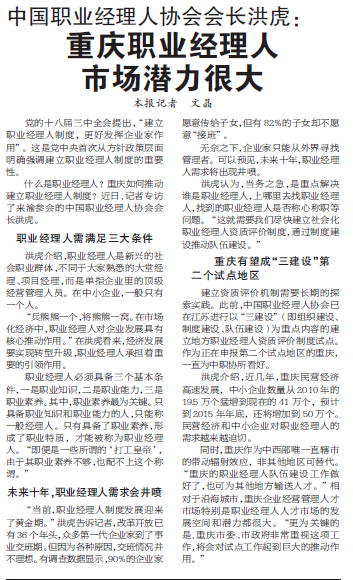 中国职业经理人协会会长洪虎：
重庆职业经理人
市场潜力很大
本报记者 文晶
党的十八届三中全会提出，“建立
职业经理人制度，更好发挥企业家作
用”。这是党中央首次从方针政策层面
明确强调建立职业经理人制度的重要
性。
什么是职业经理人？重庆如何推动
建立职业经理人制度？近日，记者专访
了来渝参会的中国职业经理人协会会
长洪虎。
职业经理人需满足三大条件
洪虎介绍，职业经理人是新兴的社
会职业群体，不同于大家熟悉的大堂经
理、项目经理，而是单指企业里的顶级
经营管理人员。在中小企业，一般只有
一个人。
“兵熊熊一个，将熊熊一窝。在市场
化经济中，职业经理人对企业发展具有
核心推动作用。”在洪虎看来，经济发展
要实现转型升级，职业经理人承担着重
要的引领作用。
职业经理人必须具备三个基本条
件，一是职业知识，二是职业能力，三是
职业素养。其中，职业素养最为关键。只
具备职业知识和职业能力的人，只能称
一般经理人。只有具备了职业素养，形
成了职业特质，才能被称为职业经理
人。“即便是一些所谓的‘打工皇帝’，
由于其职业素养不够，也配不上这个称
谓。”
未来十年，职业经理人需求会井喷
“当前，职业经理人制度发展迎来
了黄金期。”洪虎告诉记者，改革开放已
有36个年头，众多第一代企业家到了事
业交班期。但因为各种原因，交班情况并
不理想。有调查数据显示，90%的企业家
愿意传给子女，但有82%的子女却不愿
意“接班”。
无奈之下，企业家只能从外界寻找
管理者。可以预见，未来十年，职业经理
人需求将出现井喷。
洪虎认为，当务之急，是重点解决
谁是职业经理人，上哪里去找职业经理
人，找到的职业经理人是否称心称职等
问题。“这就需要我们尽快建立社会化
职业经理人资质评价制度，通过制度建
设推动队伍建设。”
重庆有望成“三建设”第
二个试点地区
建立资质评价机制需要长期的探
索实践。此前，中国职业经理人协会已
在江苏进行以“三建设”（即组织建设、
制度建设、队伍建设）为重点内容的建
立地方职业经理人资质评价制度试点。
作为正在申报第二个试点地区的重庆，
一直为中职协所看好。
洪虎介绍，近几年，重庆民营经济
高速发展，中小企业数量从2010年的
19.5万个猛增到现在的41万个，预计
到2015年年底，还将增加到50万个。
民营经济和中小企业对职业经理人的
需求越来越迫切。
同时，重庆作为中西部唯一直辖市
的带动辐射效应，非其他地区可替代。
“重庆的职业经理人队伍建设工作做
好了，也可为其他地方输送人才。”相
对于沿海城市，重庆企业经营管理人才
市场特别是职业经理人人才市场的发
展空间和潜力都很大。“更为关键的
是，重庆市委、市政府非常重视这项工
作，将会对试点工作起到巨大的推动作
用。”